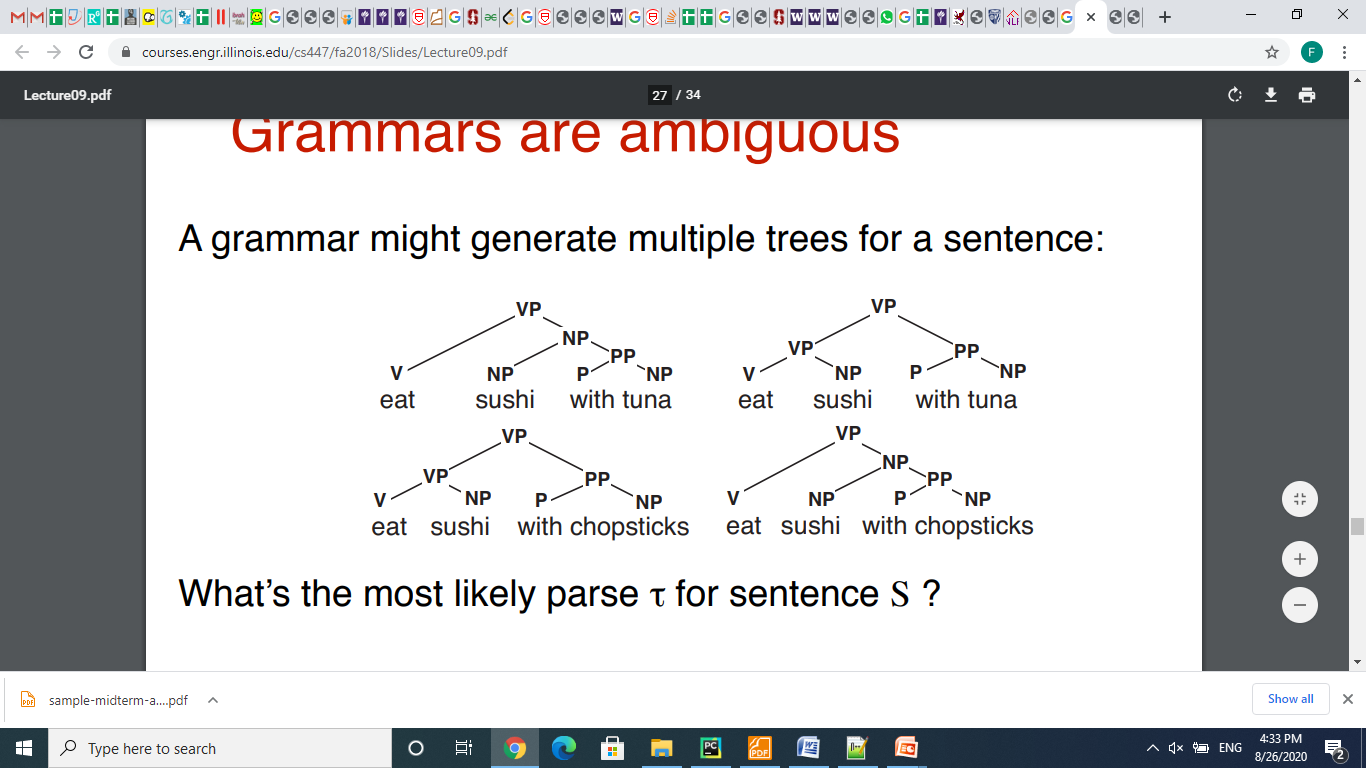 courses.engr.illinois.edu/cs447/fa2018/Slides/Lecture09.pdf
F
Lecture09.pdf
27 / 34
Grammars are ambiguous
A grammar might generate multiple trees for a sentence:
VP VP
NP
VP PP
PP
V NP P NP V NP P NP
eat sushi with tuna eat sushi with tuna
VP VP
NP
VP PP PP
V NP P NP V NP P NP
eat sushi with chopsticks eat sushi with chopsticks
What's the most likely parse τ for sentence S ?
sample-midterm-a....pdf
Show all
Type here to search
ENG
4:33 PM
8/26/2020
2